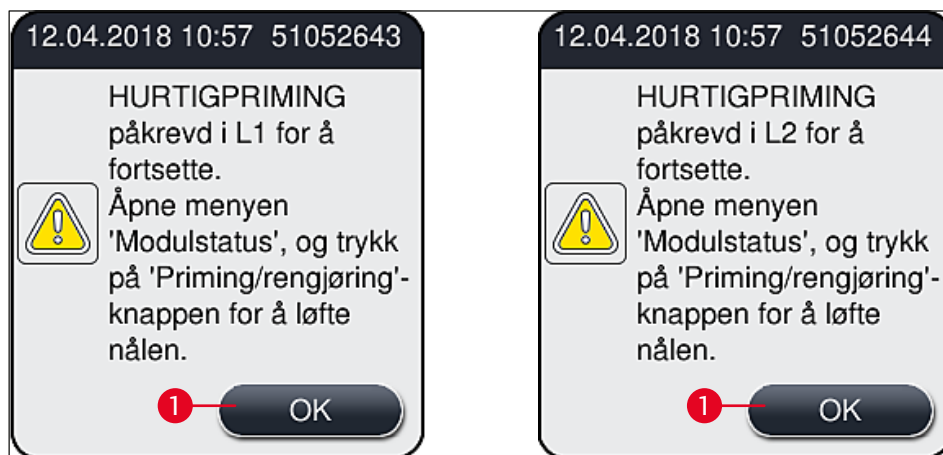 12.04.2018 10:57 51052643
HURTIGPRIMING
påkrevd i L1 for å
fortsette.
Åpne menyen
'Modulstatus', og trykk
på 'Priming/rengjøring'-
knappen for å løfte
nålen.
1
OK
12.04.2018 10:57 51052644
HURTIGPRIMING
påkrevd i L2 for å
fortsette.
Åpne menyen
'Modulstatus', og trykk
på 'Priming/rengjøring'-
knappen for å løfte
nålen.
1
OK